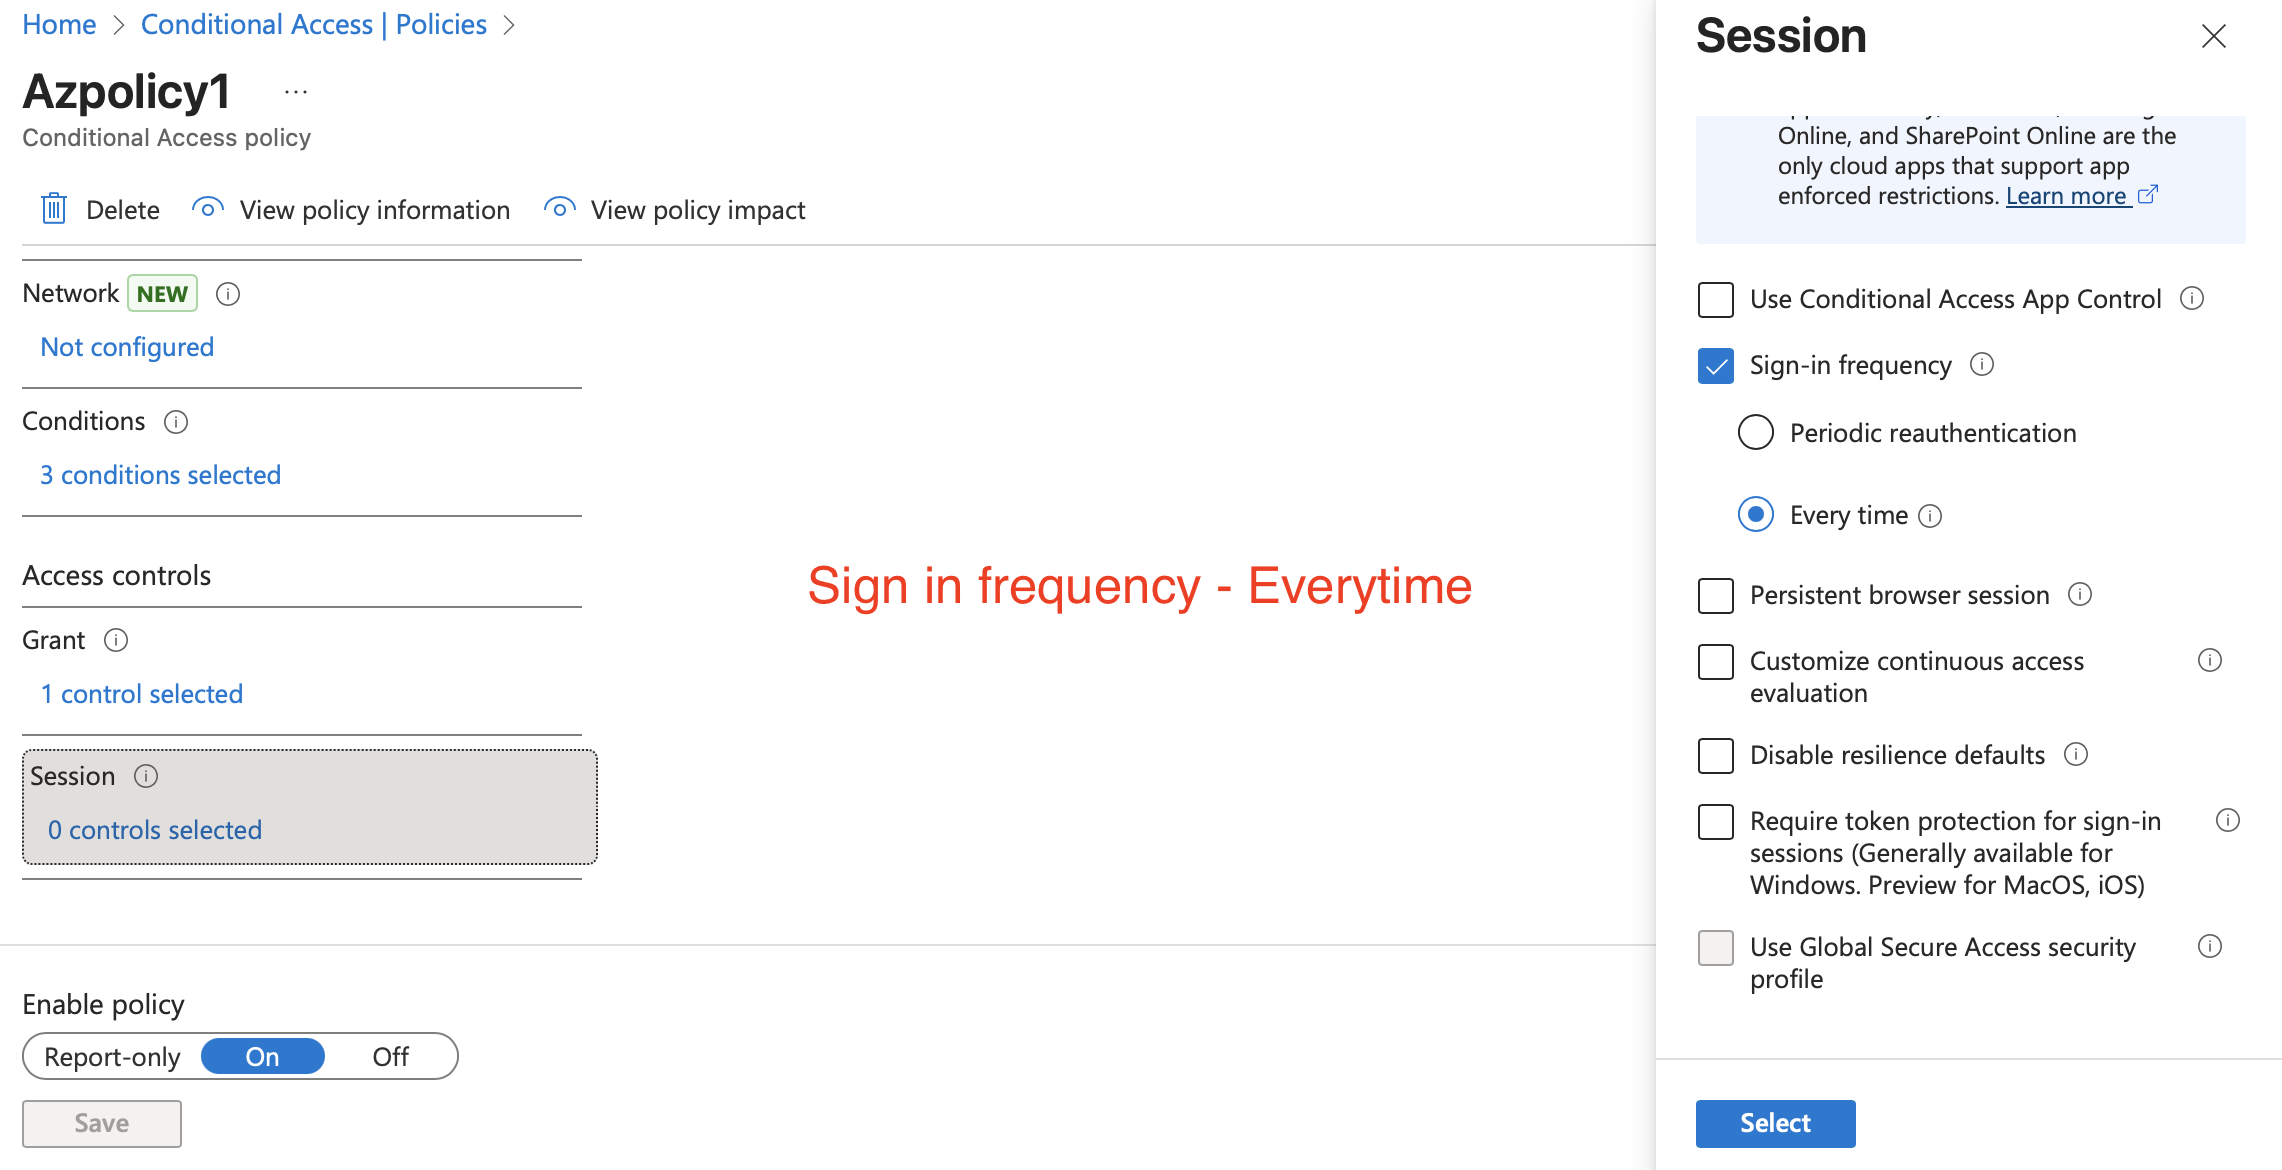 Home > Conditional Access | Policies >
Azpolicy1 ...
Conditional Access policy
Delete View policy information View policy impact
Network NEW
Not configured
Conditions
3 conditions selected
Access controls
Grant
1 control selected
Session
0 controls selected
Enable policy
Report-only On Off
Save
Sign in frequency - Everytime
Session
Online, and SharePoint Online are the
only cloud apps that support app
enforced restrictions. Learn more
Use Conditional Access App Control
Sign-in frequency
Periodic reauthentication
Every time
Persistent browser session
Customize continuous access
evaluation
Disable resilience defaults
Require token protection for sign-in
sessions (Generally available for
Windows. Preview for MacOS, iOS)
Use Global Secure Access security
profile
Select